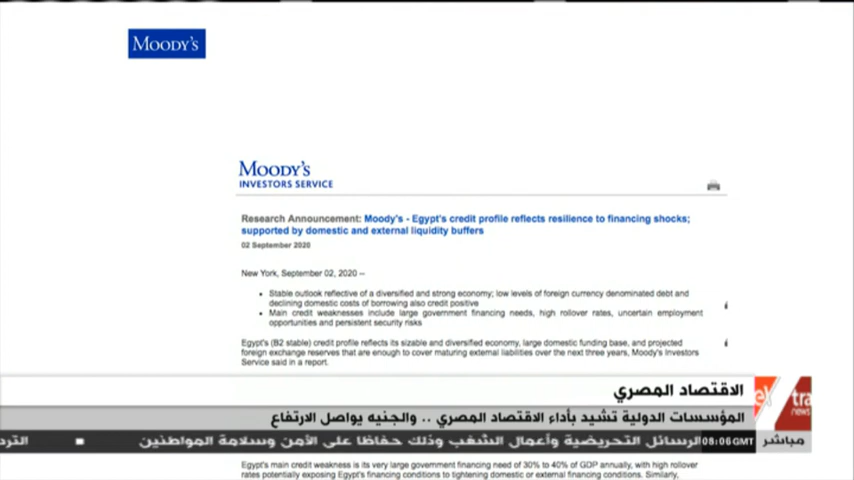 MOODY'S
MOODY'S
INVESTORS SERVICE
Research Announcement: Moody's - Egypt's credit profile reflects resilience to financing shocks;
supported by domestic and external liquidity buffers
02 September 2020
New York, September 02, 2020 --
• Stable outlook reflective of a diversified and strong economy; low levels of foreign currency denominated debt and
declining domestic costs of borrowing also credit positive
• Main credit weaknesses include large government financing needs, high rollover rates, uncertain employment
opportunities and persistent security risks
Egypt's (B2 stable) credit profile reflects its sizable and diversified economy, large domestic funding base, and projected
foreign exchange reserves that are enough to cover maturing external liabilities over the next three years, Moody's Investors
Service said in a report.
الاقتصاد المصري
extra
news
المؤسسات الدولية تشيد بأداء الاقتصاد المصري .. والجنيه يواصل الارتفاع
مباشر
08:06 GMT
الرسائل التحريضية وأعمال الشغب وذلك حفاظا على الأمن وسلامة المواطنين ■ الترد
Egypt's main credit weakness is its very large government financing need of 30% to 40% of GDP annually, with high rollover
rates potentially exposing Egypt's financing conditions to tightening domestic or external financing conditions. Similarly,